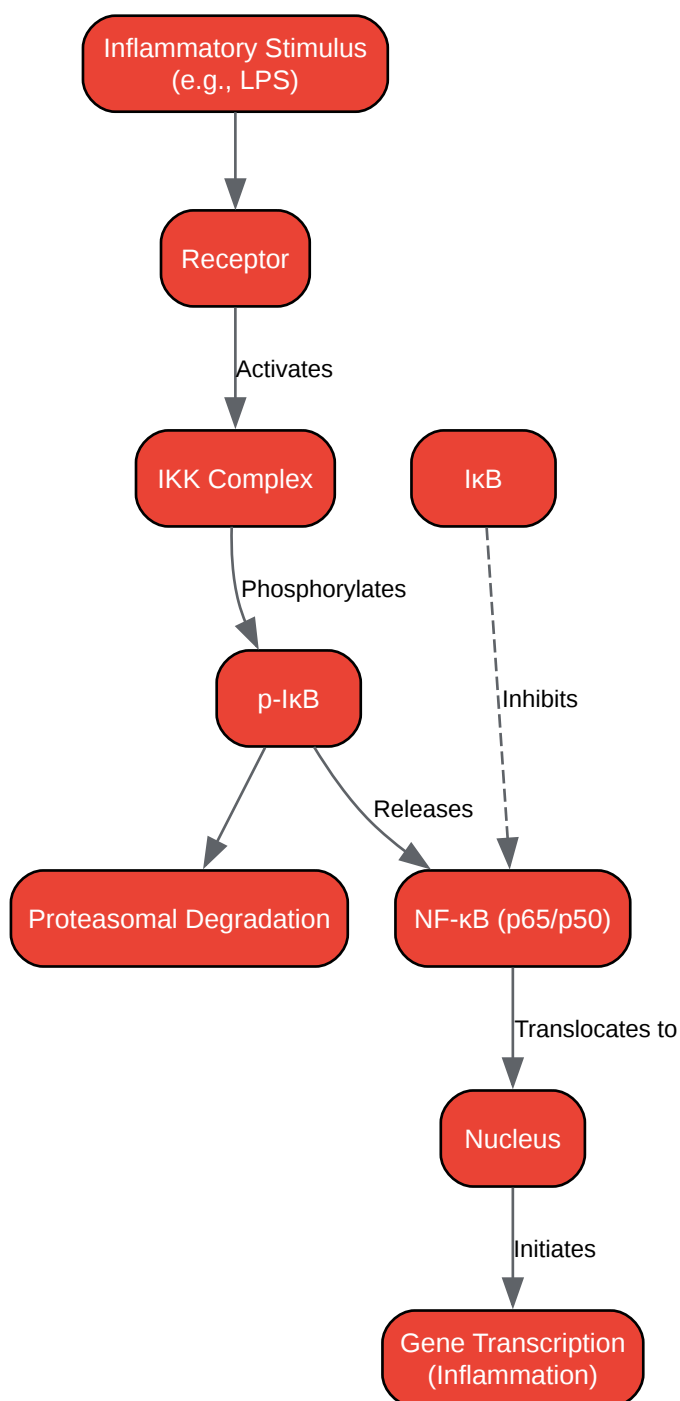 Inflammatory Stimulus
(e.g., LPS)
Receptor
Activates
IKK Complex
IκB
Phosphorylates
p-IκB
Inhibits
Releases
Proteasomal Degradation
NF-κB (p65/p50)
Translocates to
Nucleus
Initiates
Gene Transcription
(Inflammation)